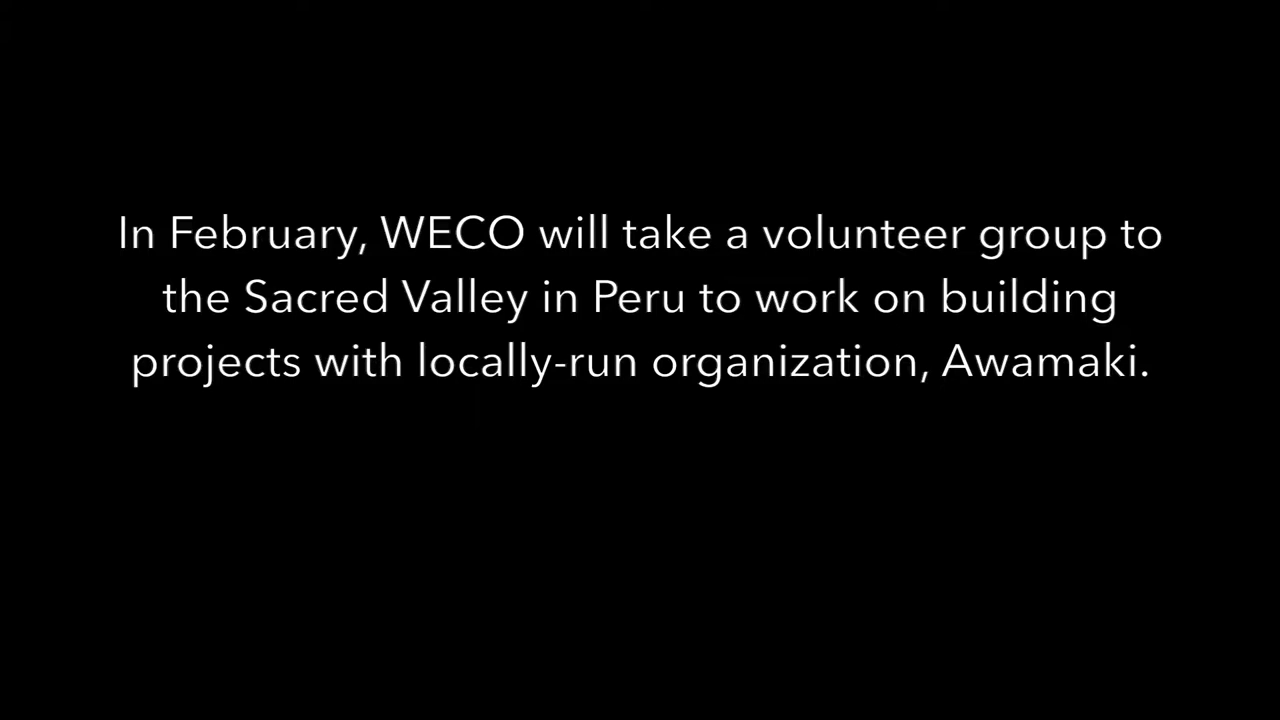 In February, WECO will take a volunteer group to
the Sacred Valley in Peru to work on building
projects with locally-run organization, Awamaki.